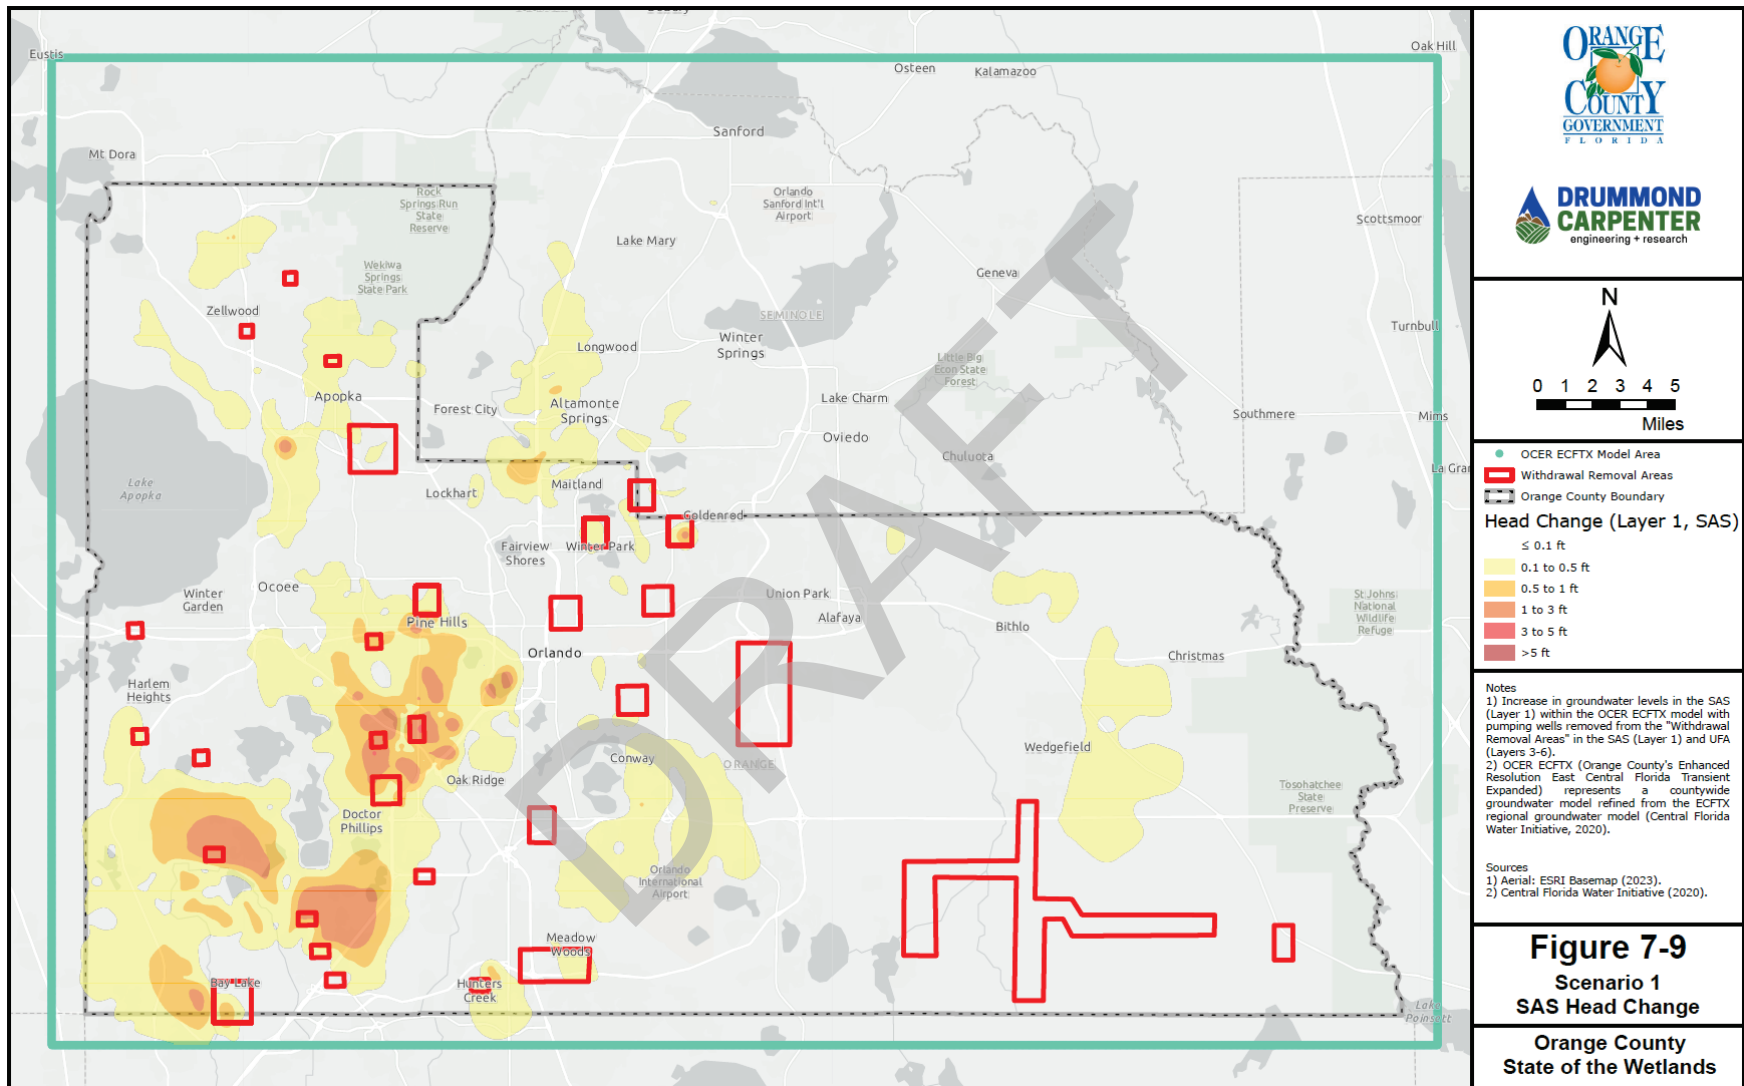 Eustis
Oak Hill
Osteen
Kalamazoo
Sanford
Mt Dora
Rock
Springs Run
State
Reserve
Orlando
Sanford Int'l
Airport
Scottsmoor
Lake Mary
Wekiwa
Springs
State Park
Geneva
Zellwood
SEMINOLE
Turnbull
Longwood
Winter
Springs
Little Big
Econ State
Forest
Apopka
Forest City
Altamonte
Springs
Lake Charm
Southmere
Mims
Oviedo
Chuluota
La Gran
Lake
Apopka
Lockhart
Maitland
Goldenrod
Fairview
Shores
Winter Park
Ocoee
Winter
Garden
Union Park
St Johns
National
Wildlife
Refuge
Pine Hills
Alafaya
Bithlo
Orlando
Christmas
Harlem
Heights
Wedgefield
Conway
ORANGE
Oak Ridge
Tosohatchee
State
Preserve
Doctor
Phillips
Orlando
International
Airport
Meadow
Woods
Bay Lake
Hunters
Creek
Lake
Poinsett
DRAFT
ORANGE
COUNTY
GOVERNMENT
FLORIDA
DRUMMOND
CARPENTER
engineering + research
N
0 1 2 3 4 5
Miles
OCER ECFTX Model Area
Withdrawal Removal Areas
Orange County Boundary
Head Change (Layer 1, SAS)
≤ 0.1 ft
0.1 to 0.5 ft
0.5 to 1 ft
1 to 3 ft
3 to 5 ft
>5 ft
Notes
1) Increase in groundwater levels in the SAS
(Layer 1) within the OCER ECFTX model with
pumping wells removed from the "Withdrawal
Removal Areas" in the SAS (Layer 1) and UFA
(Layers 3-6).
2) OCER ECFTX (Orange County's Enhanced
Resolution East Central Florida Transient
Expanded) represents a countywide
groundwater model refined from the ECFTX
regional groundwater model (Central Florida
Water Initiative, 2020).
Sources
1) Aerial: ESRI Basemap (2023).
2) Central Florida Water Initiative (2020).
Figure 7-9
Scenario 1
SAS Head Change
Orange County
State of the Wetlands